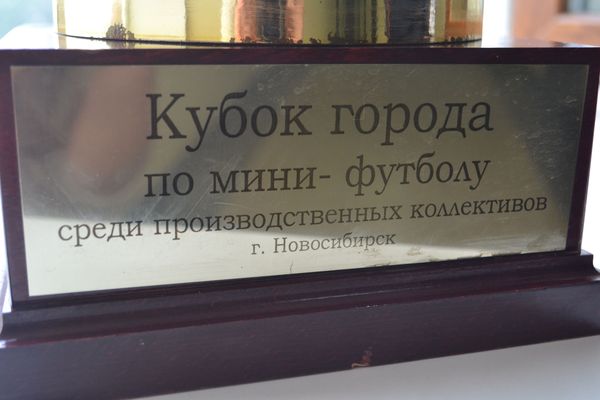 Кубок города
по мини- футболу
среди производственных коллективов
г. Новосибирск